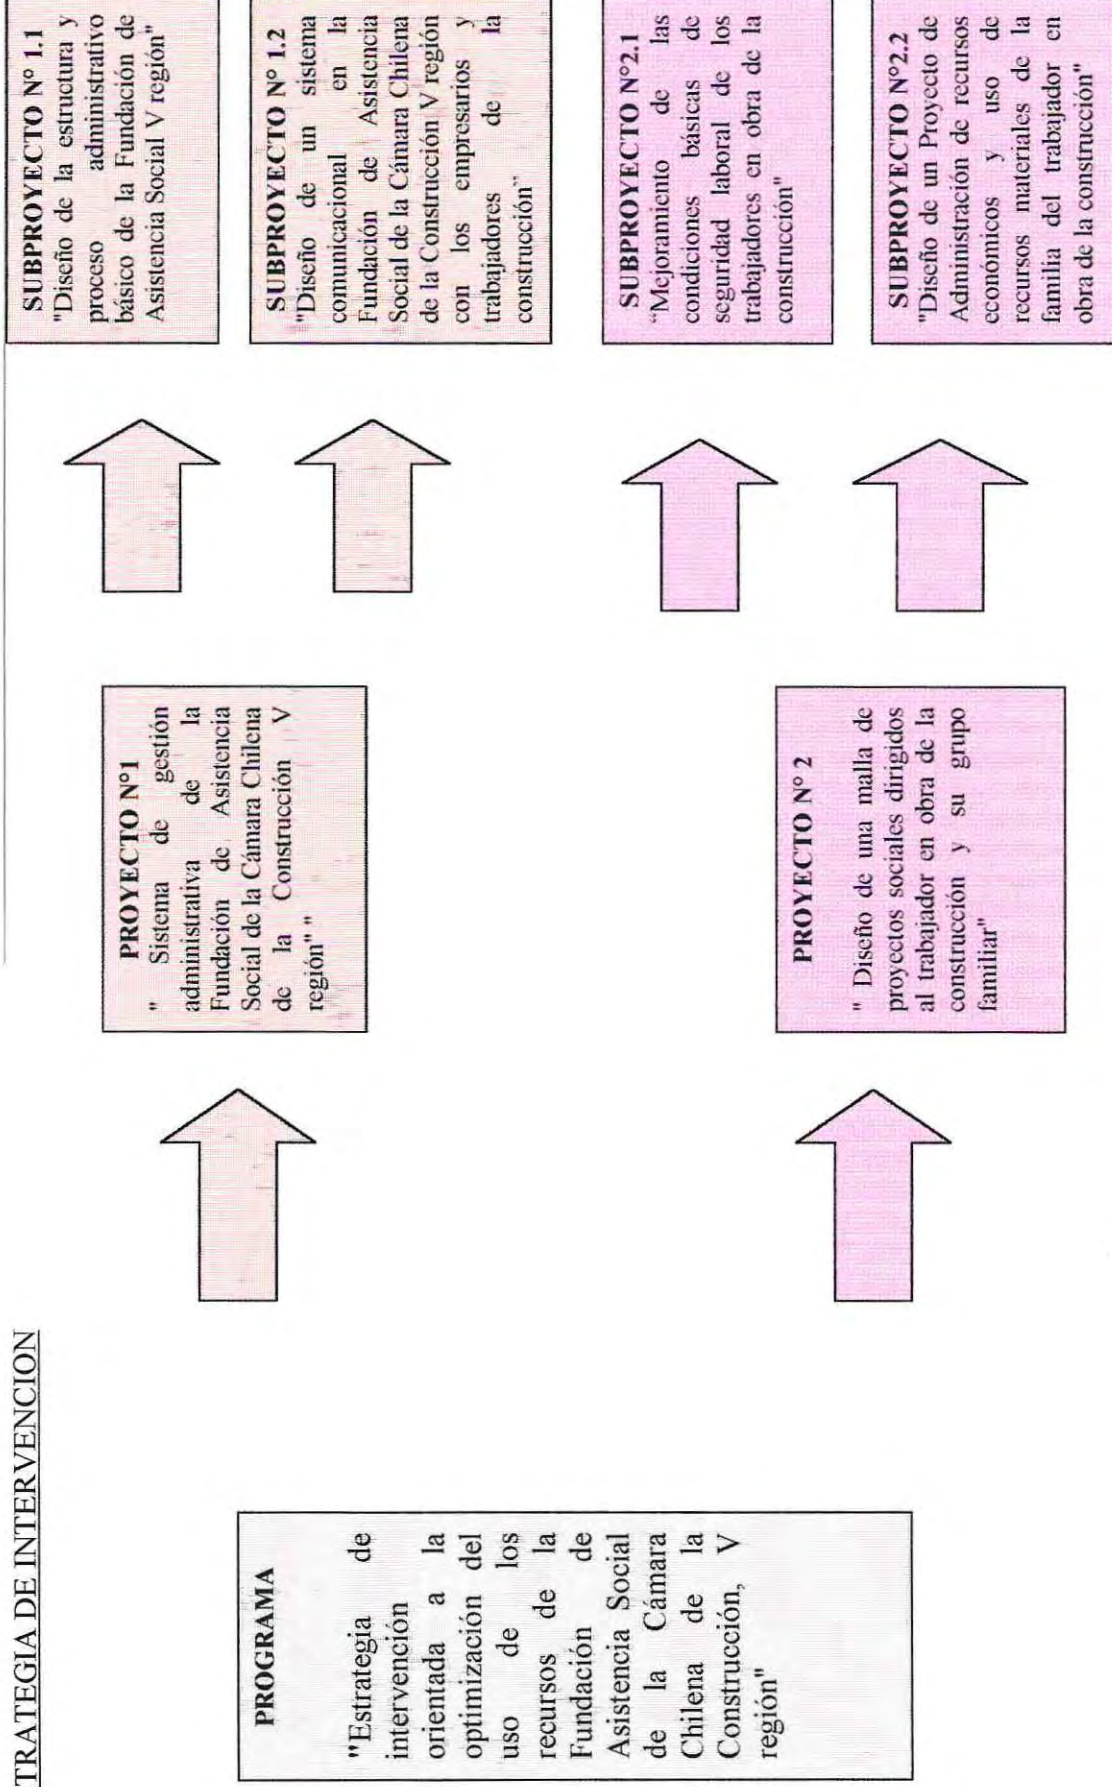 TRATEGIA DE INTERVENCION
PROGRAMA
"Estrategia de
intervención
orientada a la
optimización del
uso de los
recursos de la
Fundación de
Asistencia Social
de la Cámara
Chilena de la
Construcción, V
región"
PROYECTO Nº1
" Sistema de gestión
administrativa de la
Fundación de Asistencia
Social de la Cámara Chilena
de la Construcción V
región" "
PROYECTO Nº 2
" Diseño de una malla de
proyectos sociales dirigidos
al trabajador en obra de la
construcción y su grupo
familiar"
SUBPROYECTO Nº 1.1
"Diseño de la estructura y
proceso administrativo
básico de la Fundación de
Asistencia Social V región"
SUBPROYECTO Nº 1.2
"Diseño de un sistema
comunicacional en la
Fundación de Asistencia
Social de la Cámara Chilena
de la Construcción V región
con los empresarios y
trabajadores de la
construcción"
SUBPROYECTO Nº2.1
“Mejoramiento de las
condiciones básicas de
seguridad laboral de los
trabajadores en obra de la
construcción"
SUBPROYECTO Nº2.2
"Diseño de un Proyecto de
Administración de recursos
económicos y uso de
recursos materiales de la
familia del trabajador en
obra de la construcción"